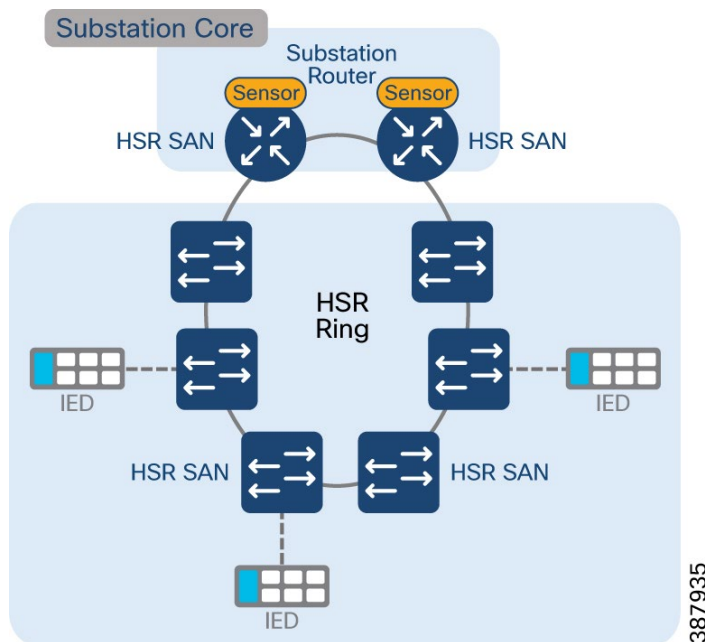 Substation Core
Substation
Router
Sensor
Sensor
HSR SAN
HSR SAN
HSR
Ring
IED
IED
HSR SAN
HSR SAN
IED
387935